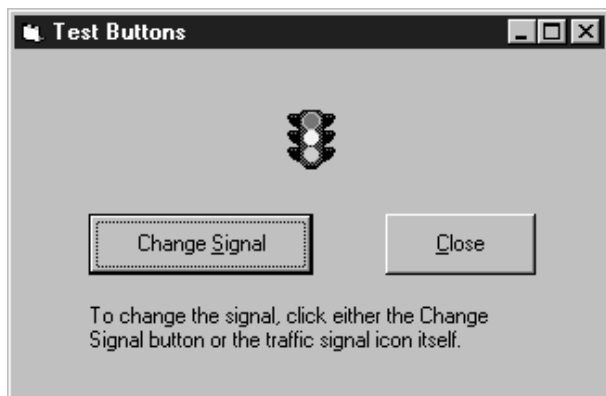 Test Buttons
Change Signal
Close
To change the signal, click either the Change
Signal button or the traffic signal icon itself.